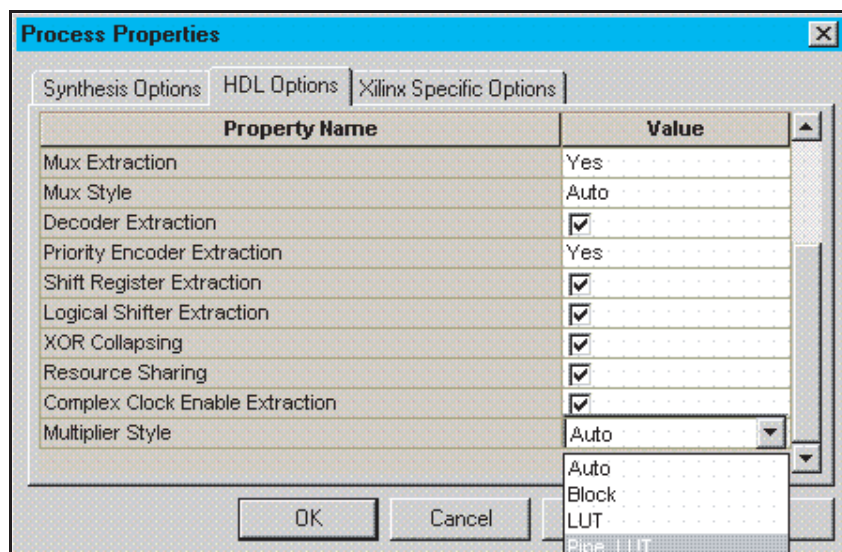 Process Properties
Synthesis Options HDL Options Xilinx Specific Options
Property Name Value
Mux Extraction Yes
Mux Style Auto
Decoder Extraction
Priority Encoder Extraction Yes
Shift Register Extraction
Logical Shifter Extraction
XOR Collapsing
Resource Sharing
Complex Clock Enable Extraction
Multiplier Style Auto
Auto
Block
LUT
Pipe_LUT
OK Cancel